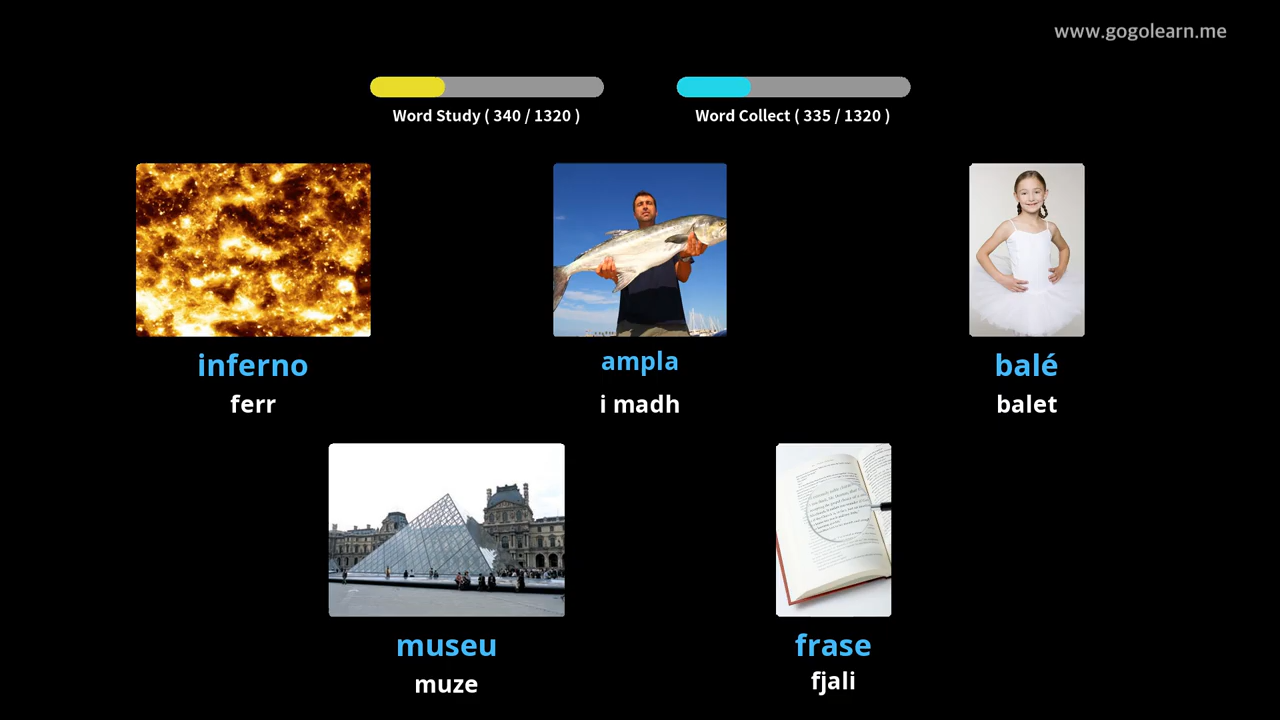 www.gogolearn.me
Word Study ( 340 / 1320 )
Word Collect ( 335 / 1320 )
inferno
ferr
ampla
i madh
balé
balet
museu
muze
frase
fjali